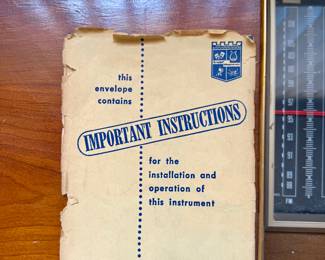 this
envelope
contains
IMPORTANT INSTRUCTIONS
for the
installation and
operation of
this instrument